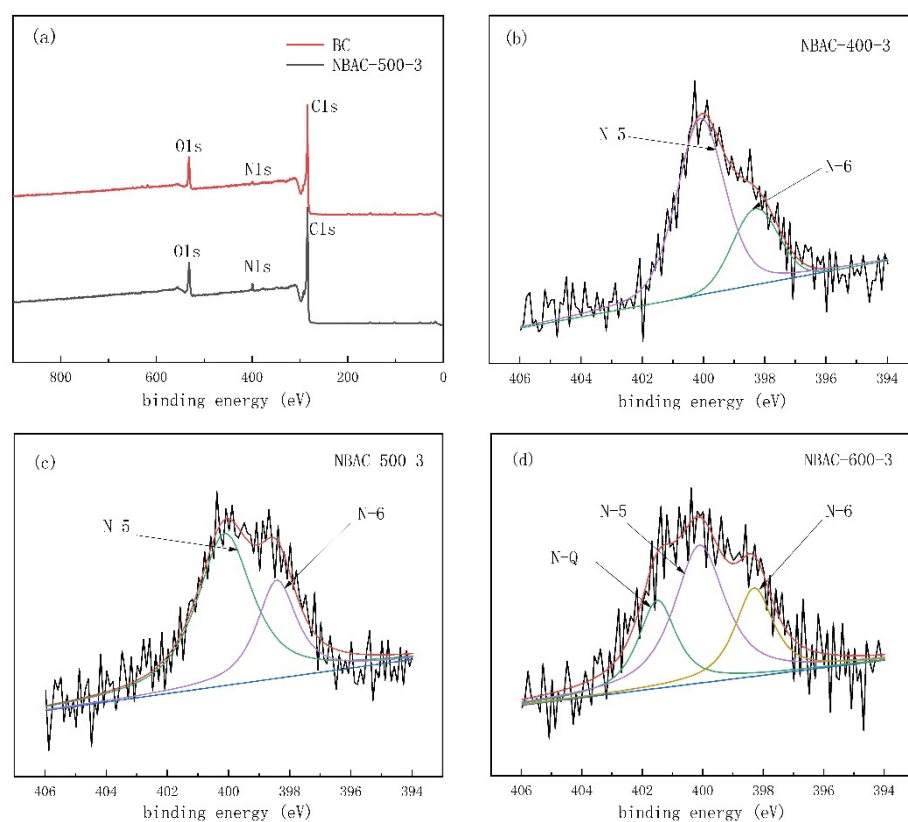 (a)
BC
NBAC-500-3
C1s
O1s
N1s
C1s
O1s
N1s
800 600 400 200 0
binding energy (eV)
(b)
NBAC-400-3
N 5
N-6
406 404 402 400 398 396 394
binding energy (eV)
(c)
NBAC 500 3
N 5
N-6
406 404 402 400 398 396 394
binding energy (eV)
(d)
NBAC-600-3
N-5
N-6
N-Q
406 404 402 400 398 396 394
binding energy (eV)